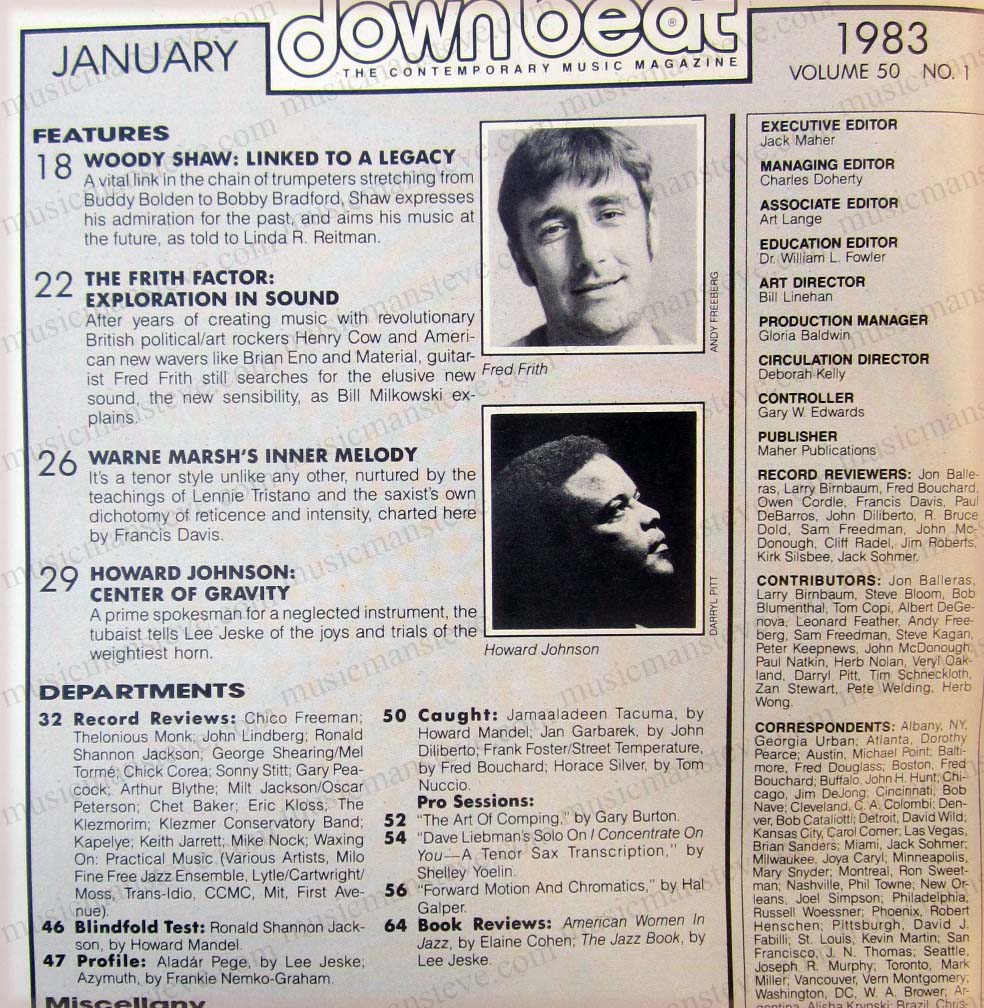 JANUARY
down beat
®
THE CONTEMPORARY MUSIC MAGAZINE
1983
VOLUME 50 NO. 1
FEATURES
18 WOODY SHAW: LINKED TO A LEGACY
A vital link in the chain of trumpeters stretching from
Buddy Bolden to Bobby Bradford, Shaw expresses
his admiration for the past, and aims his music at
the future, as told to Linda R. Reitman.
22 THE FRITH FACTOR:
EXPLORATION IN SOUND
After years of creating music with revolutionary
British political/art rockers Henry Cow and Ameri-
can new wavers like Brian Eno and Material, guitar-
ist Fred Frith still searches for the elusive new
sound, the new sensibility, as Bill Milkowski ex-
plains.
26 WARNE MARSH'S INNER MELODY
It's a tenor style unlike any other, nurtured by the
teachings of Lennie Tristano and the saxist's own
dichotomy of reticence and intensity, charted here
by Francis Davis.
29 HOWARD JOHNSON:
CENTER OF GRAVITY
A prime spokesman for a neglected instrument, the
tubaist tells Lee Jeske of the joys and trials of the
weightiest horn.
ANDY FREEBERG
Fred Frith
DARRYL PITT
Howard Johnson
DEPARTMENTS
32 Record Reviews: Chico Freeman;
Thelonious Monk; John Lindberg; Ronald
Shannon Jackson; George Shearing/Mel
Tormé; Chick Corea; Sonny Stitt; Gary Pea-
cock; Arthur Blythe; Milt Jackson/Oscar
Peterson; Chet Baker; Eric Kloss; The
Klezmorim; Klezmer Conservatory Band;
Kapelye; Keith Jarrett; Mike Nock; Waxing
On: Practical Music (Various Artists, Milo
Fine Free Jazz Ensemble, Lytle/Cartwright/
Moss, Trans-Idio, CCMC, Mit, First Ave-
nue).
46 Blindfold Test: Ronald Shannon Jack-
son, by Howard Mandel.
47 Profile: Aladár Pege, by Lee Jeske;
Azymuth, by Frankie Nemko-Graham.
Miscellany
50 Caught: Jamaaladeen Tacuma, by
Howard Mandel; Jan Garbarek, by John
Diliberto; Frank Foster/Street Temperature,
by Fred Bouchard; Horace Silver, by Tom
Nuccio.
Pro Sessions:
52 "The Art Of Comping," by Gary Burton.
54 "Dave Liebman's Solo On I Concentrate On
You—A Tenor Sax Transcription," by
Shelley Yoelin.
56 "Forward Motion And Chromatics," by Hal
Galper.
64 Book Reviews: American Women In
Jazz, by Elaine Cohen; The Jazz Book, by
Lee Jeske.
EXECUTIVE EDITOR
Jack Maher
MANAGING EDITOR
Charles Doherty
ASSOCIATE EDITOR
Art Lange
EDUCATION EDITOR
Dr. William L. Fowler
ART DIRECTOR
Bill Linehan
PRODUCTION MANAGER
Gloria Baldwin
CIRCULATION DIRECTOR
Deborah Kelly
CONTROLLER
Gary W. Edwards
PUBLISHER
Maher Publications
RECORD REVIEWERS: Jon Balle-
ras, Larry Birnbaum, Fred Bouchard,
Owen Cordle, Francis Davis, Paul
DeBarros, John Diliberto, R. Bruce
Dold, Sam Freedman, John Mc-
Donough, Cliff Radel, Jim Roberts,
Kirk Silsbee, Jack Sohmer.
CONTRIBUTORS: Jon Balleras,
Larry Birnbaum, Steve Bloom, Bob
Blumenthal, Tom Copi, Albert DeGe-
nova, Leonard Feather, Andy Free-
berg, Sam Freedman, Steve Kagan,
Peter Keepnews, John McDonough,
Paul Natkin, Herb Nolan, Veryl Oak-
land, Darryl Pitt, Tim Schneckloth,
Zan Stewart, Pete Welding, Herb
Wong.
CORRESPONDENTS: Albany, NY,
Georgia Urban; Atlanta, Dorothy
Pearce; Austin, Michael Point; Balti-
more, Fred Douglass; Boston, Fred
Bouchard; Buffalo, John H. Hunt; Chi-
cago, Jim DeJong; Cincinnati, Bob
Nave; Cleveland, C. A. Colombi; Den-
ver, Bob Cataliotti; Detroit, David Wild;
Kansas City, Carol Comer; Las Vegas,
Brian Sanders; Miami, Jack Sohmer;
Milwaukee, Joya Caryl; Minneapolis,
Mary Snyder; Montreal, Ron Sweet-
man; Nashville, Phil Towne; New Or-
leans, Joel Simpson; Philadelphia,
Russell Woessner; Phoenix, Robert
Henschen; Pittsburgh, David J.
Fabilli; St. Louis, Kevin Martin; San
Francisco, J. N. Thomas; Seattle,
Joseph R. Murphy; Toronto, Mark
Miller; Vancouver, Vern Montgomery;
Washington, DC, W. A. Brower; Ar-
gentina, Alisha Krynski; Brazil, Chris-
musicmansteve.com